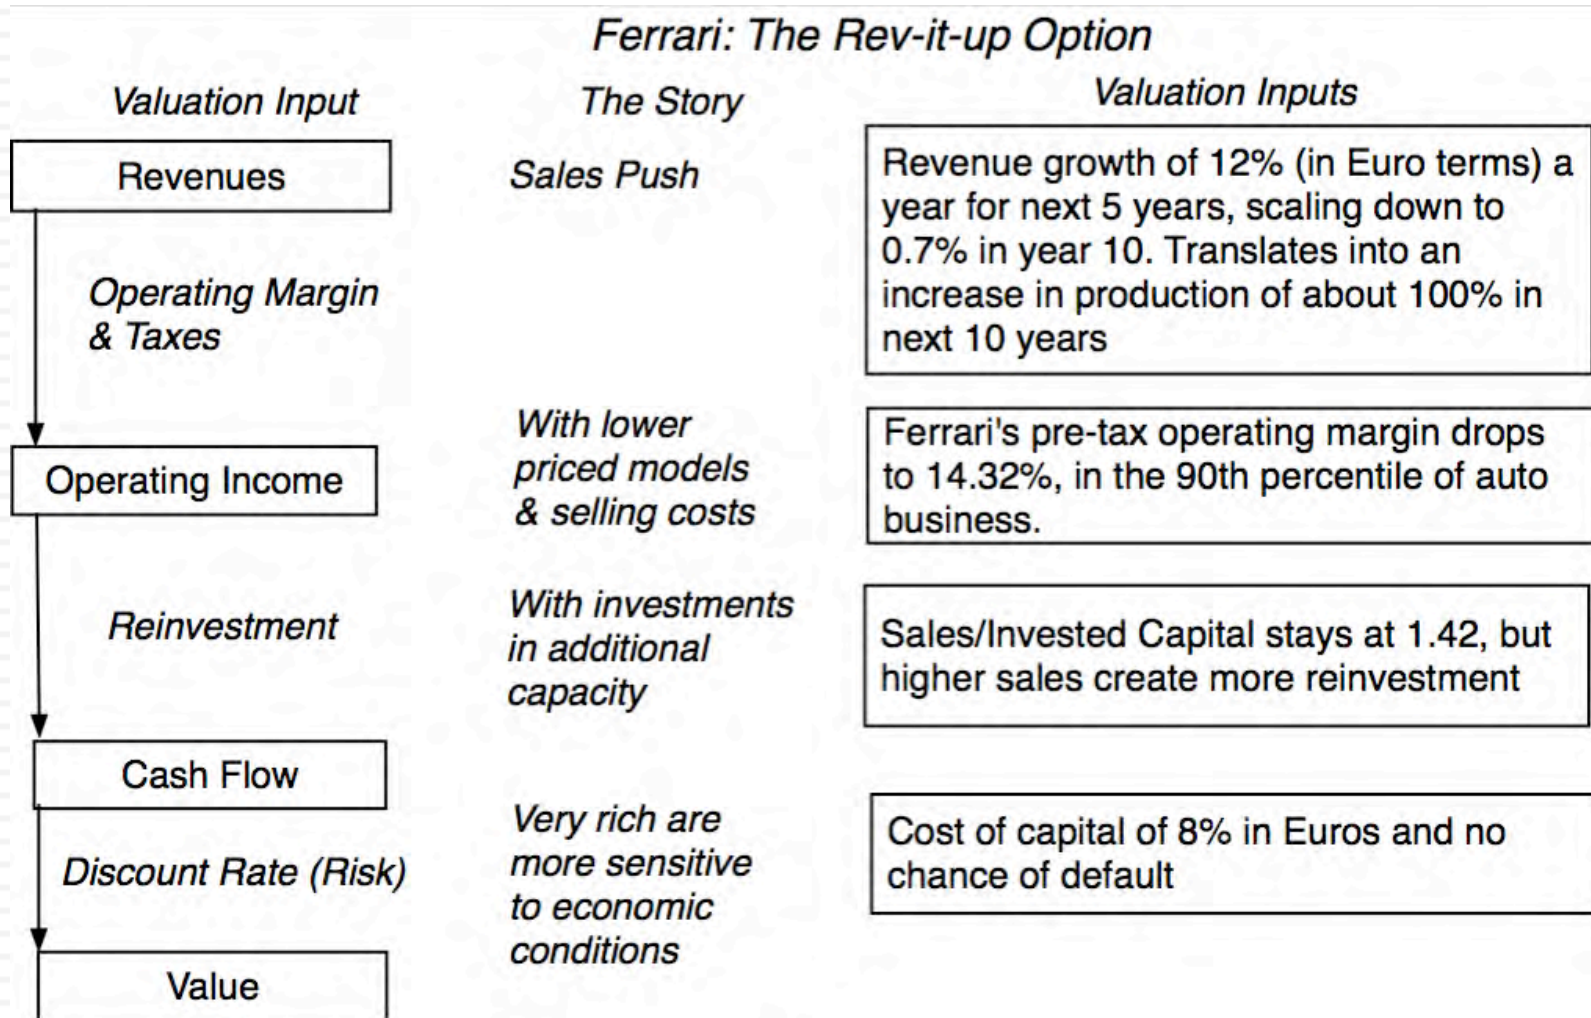 Ferrari: The Rev-it-up Option
Valuation Input
The Story
Valuation Inputs
Revenues
Sales Push
Revenue growth of 12% (in Euro terms) a
year for next 5 years, scaling down to
0.7% in year 10. Translates into an
increase in production of about 100% in
next 10 years
Operating Margin
& Taxes
Operating Income
With lower
priced models
& selling costs
Ferrari's pre-tax operating margin drops
to 14.32%, in the 90th percentile of auto
business.
Reinvestment
With investments
in additional
capacity
Sales/Invested Capital stays at 1.42, but
higher sales create more reinvestment
Cash Flow
Discount Rate (Risk)
Very rich are
more sensitive
to economic
conditions
Cost of capital of 8% in Euros and no
chance of default
Value